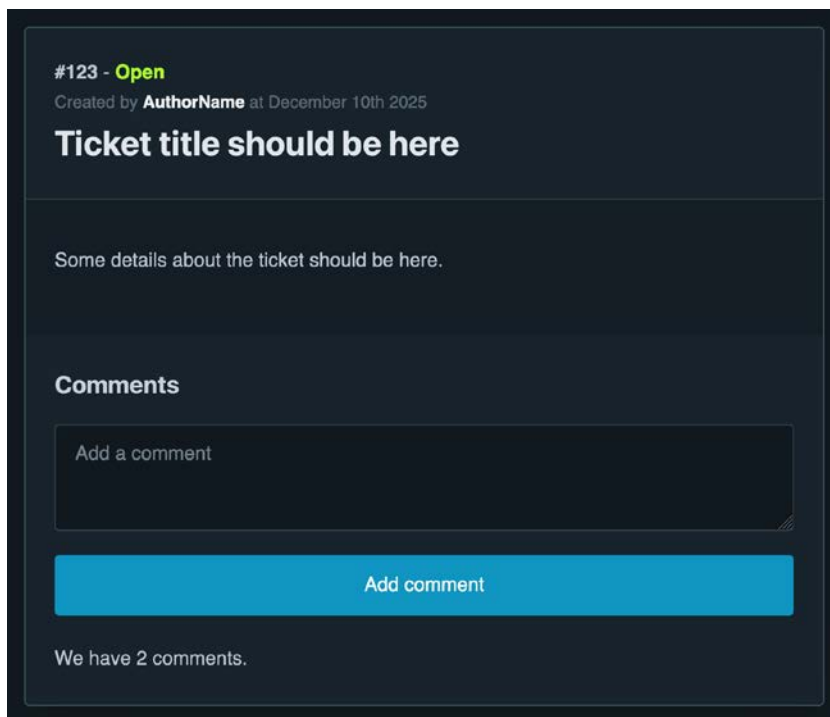 #123 - Open
Created by AuthorName at December 10th 2025
Ticket title should be here
Some details about the ticket should be here.
Comments
Add a comment
Add comment
We have 2 comments.